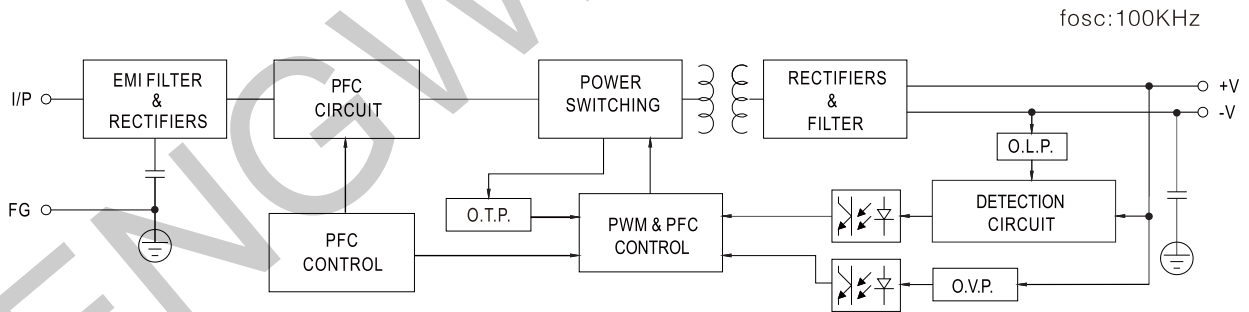 fosc:100KHz
I/P
EMI FILTER
&
RECTIFIERS
PFC
CIRCUIT
POWER
SWITCHING
RECTIFIERS
&
FILTER
+V
-V
O.L.P.
FG
O.T.P.
PFC
CONTROL
PWM & PFC
CONTROL
DETECTION
CIRCUIT
O.V.P.
ENGW